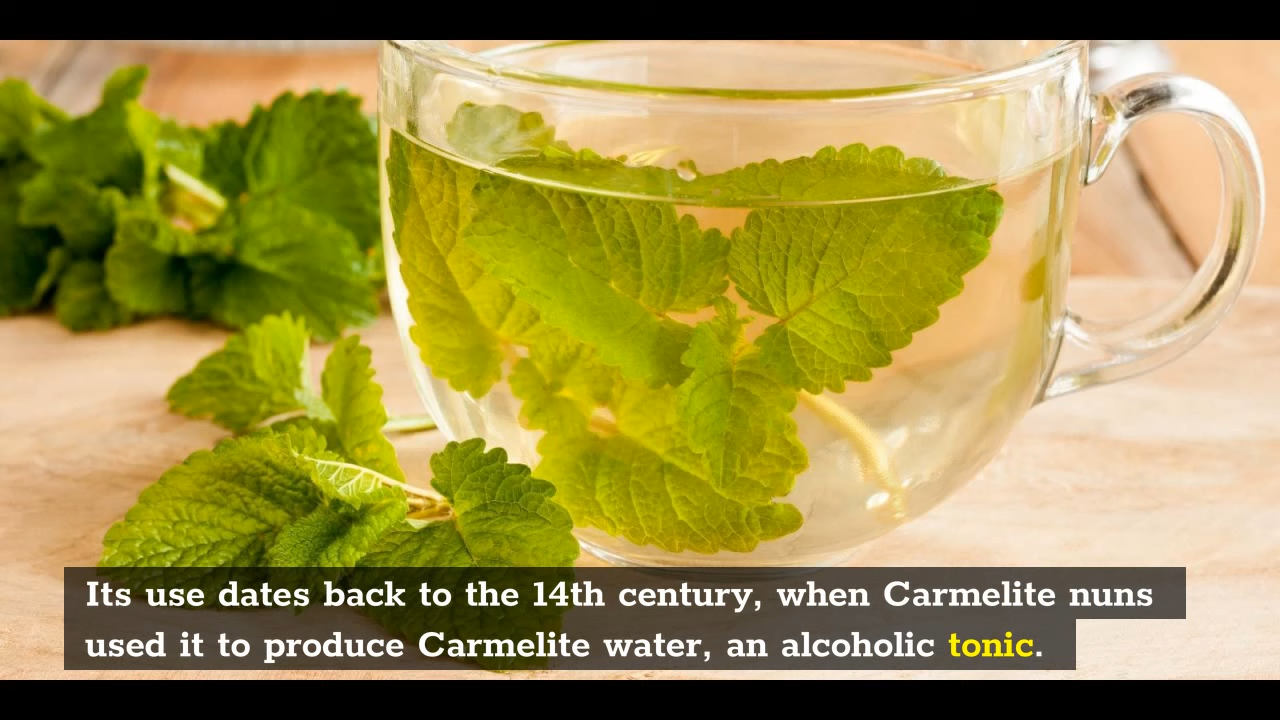 Its use dates back to the 14th century, when Carmelite nuns
used it to produce Carmelite water, an alcoholic tonic.